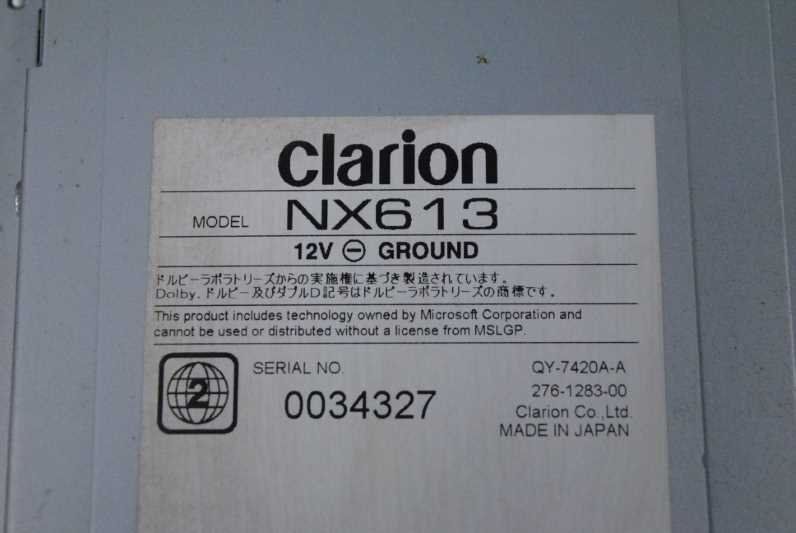 clarion
MODEL NX613
12V ⊖ GROUND
ドルビーラボラトリーズからの実施権に基づき製造されています。
Dolby、ドルビー及びダブルD記号はドルビーラボラトリーズの商標です。
This product includes technology owned by Microsoft Corporation and
cannot be used or distributed without a license from MSLGP.
2
SERIAL NO.
0034327
QY-7420A-A
276-1283-00
Clarion Co.,Ltd.
MADE IN JAPAN